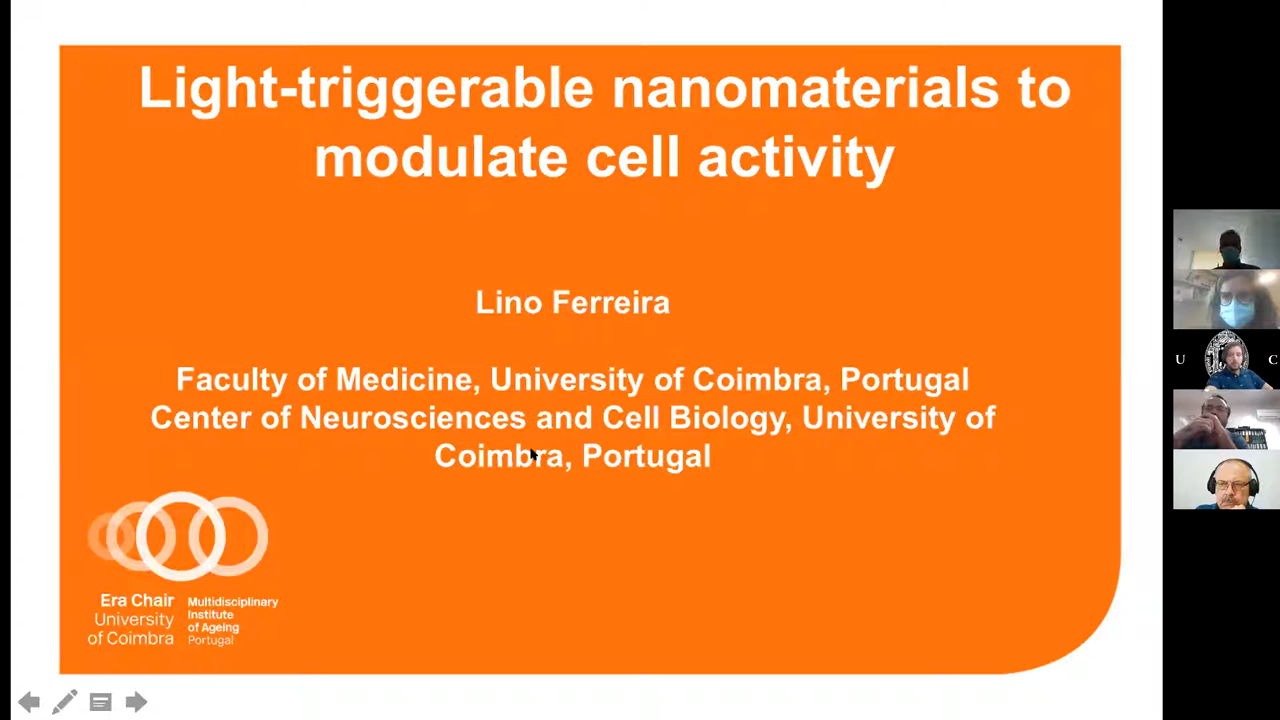 Light-triggerable nanomaterials to
modulate cell activity
Lino Ferreira
Faculty of Medicine, University of Coimbra, Portugal
Center of Neurosciences and Cell Biology, University of
Coimbra, Portugal
Era Chair
University
of Coimbra
Multidisciplinary
Institute
of Ageing
Portugal
U C